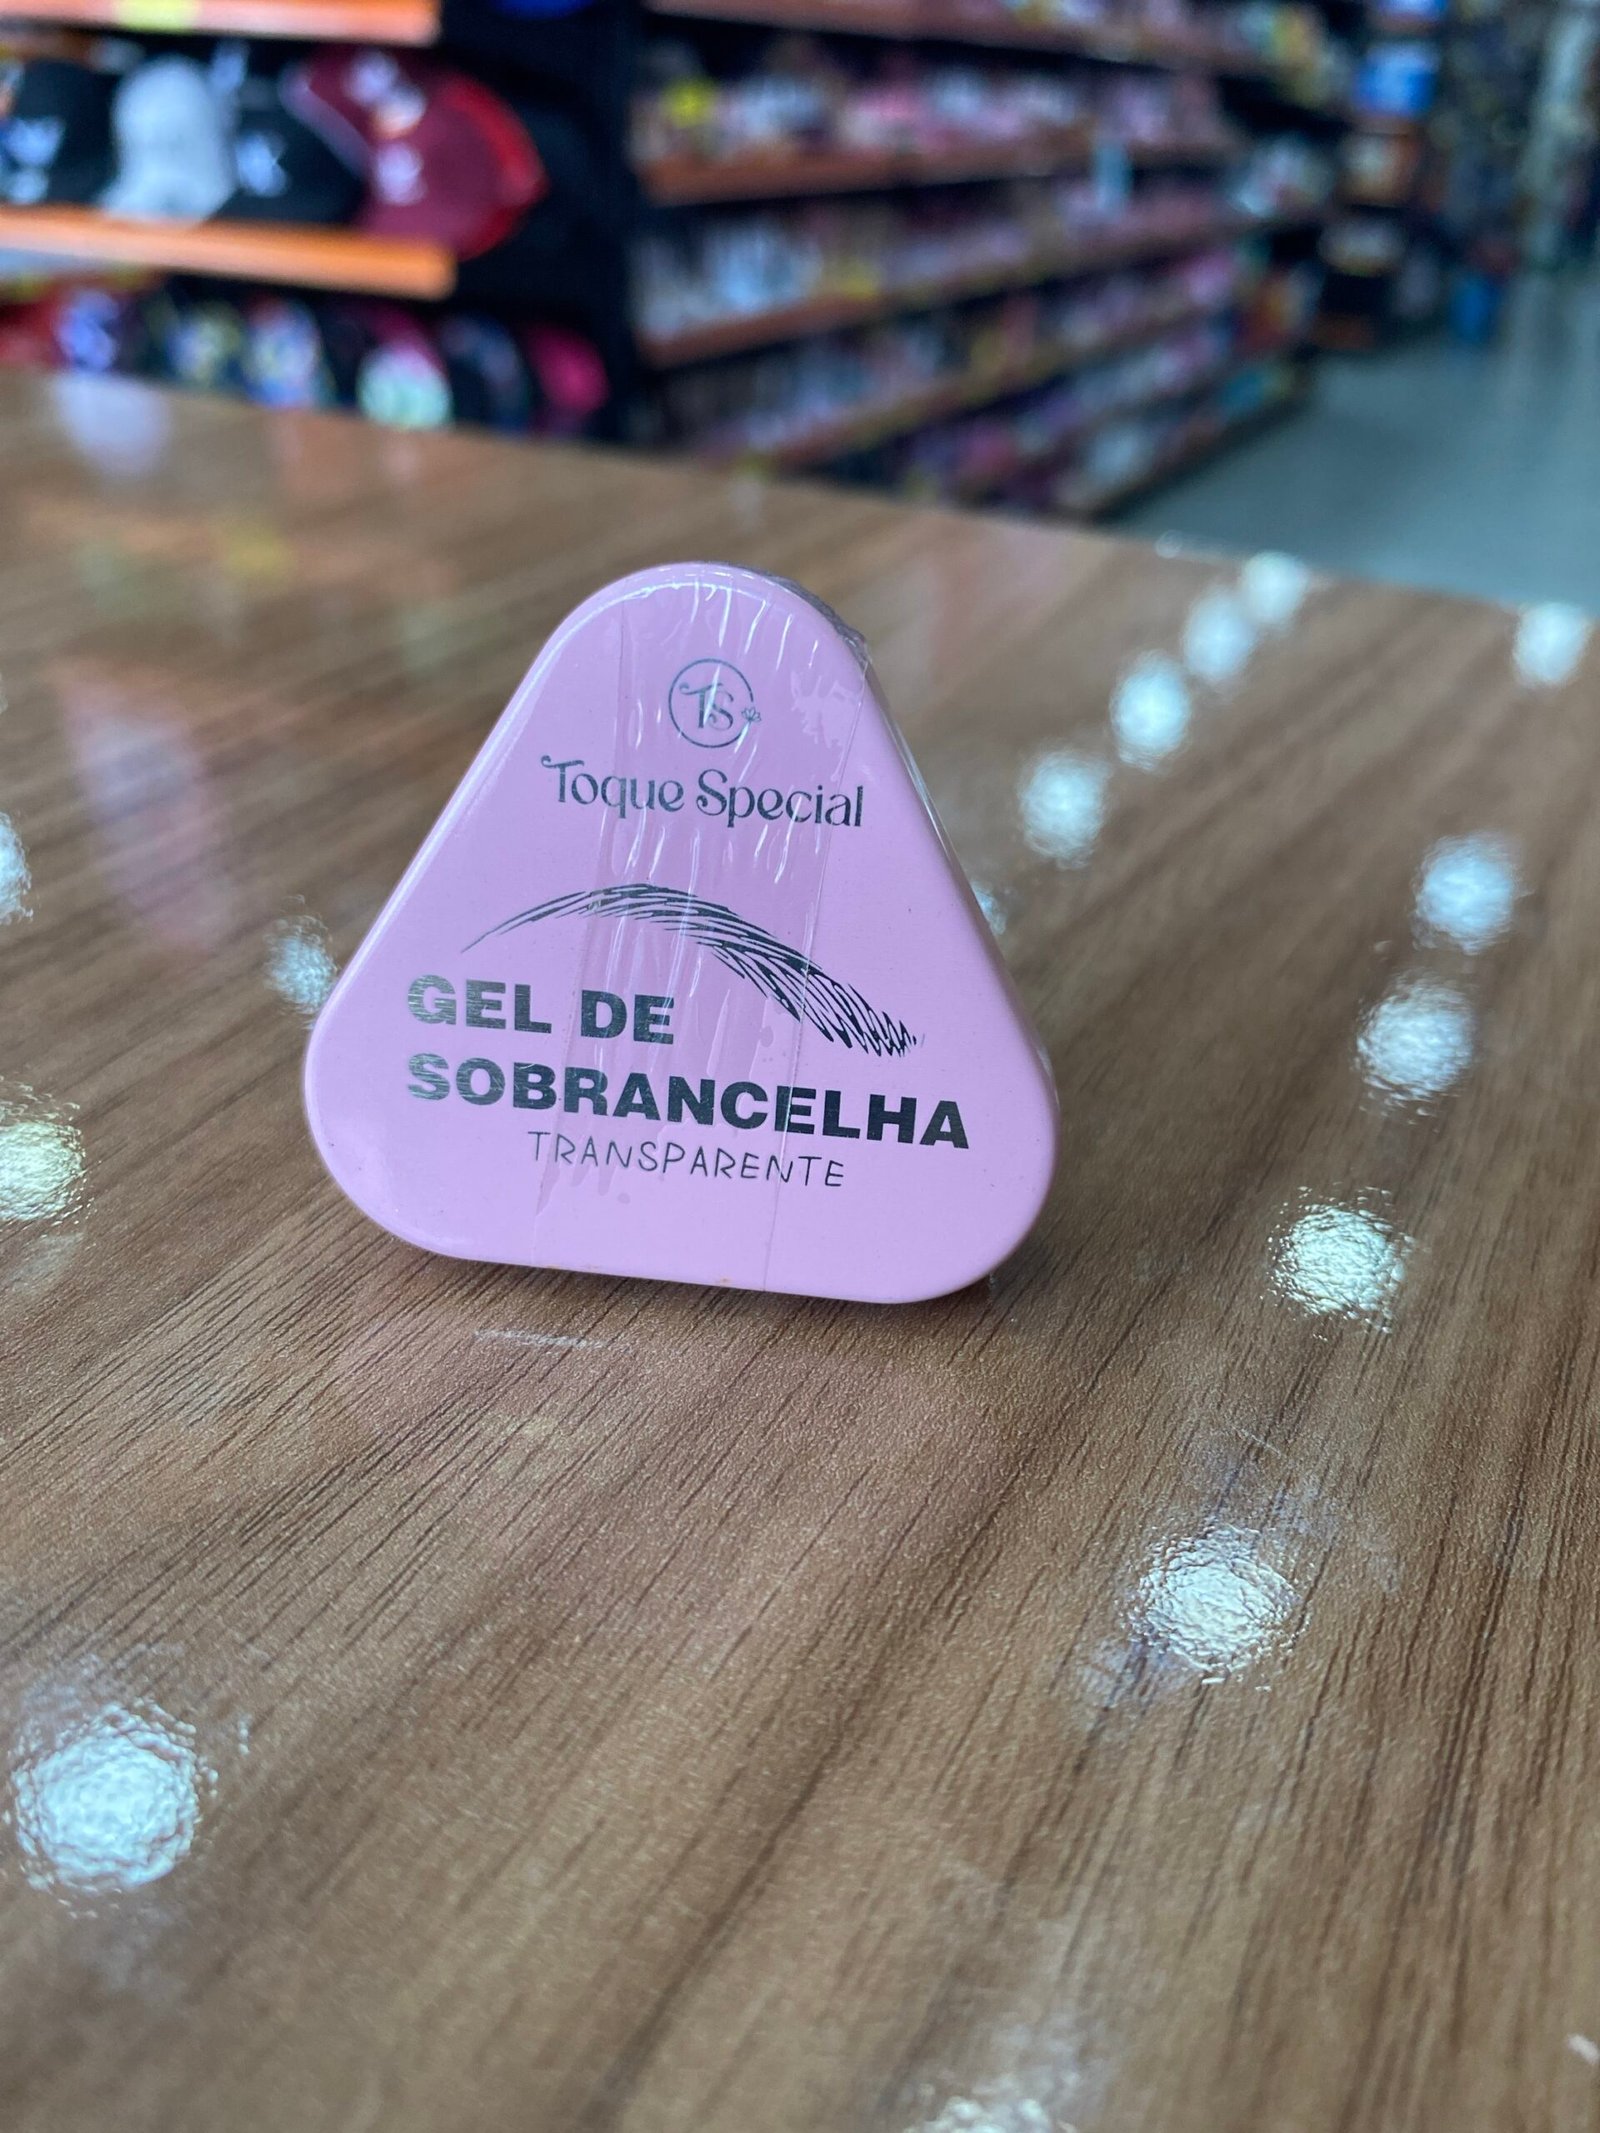 TS
Toque Special
GEL DE
SOBRANCELHA
TRANSPARENTE